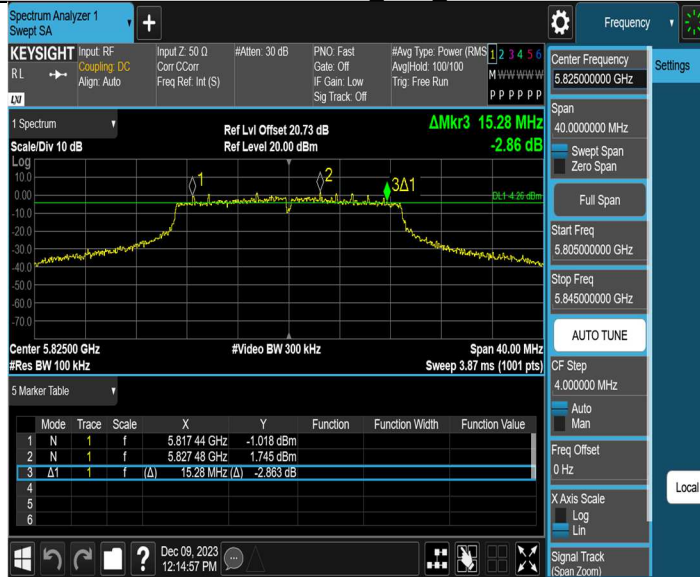 Spectrum Analyzer 1
Swept SA
+
Frequency
KEYSIGHT
RL
LXI
Input: RF
Coupling: DC
Align: Auto
Input Z: 50 Ω
Corr CCorr
Freq Ref: Int (S)
#Atten: 30 dB
PNO: Fast
Gate: Off
IF Gain: Low
Sig Track: Off
#Avg Type: Power (RMS
Avg|Hold: 100/100
Trig: Free Run
1 2 3 4 5 6
M W W W W W
P P P P P P
1 Spectrum
Scale/Div 10 dB
Ref Lvl Offset 20.73 dB
Ref Level 20.00 dBm
ΔMkr3 15.28 MHz
-2.86 dB
Log
10.0
0.00
-10.0
-20.0
-30.0
-40.0
-50.0
-60.0
-70.0
1
2
3Δ1
DL1 -4.26 dBm
Center 5.82500 GHz
#Video BW 300 kHz
Span 40.00 MHz
#Res BW 100 kHz
Sweep 3.87 ms (1001 pts)
5 Marker Table
Mode Trace Scale X Y Function Function Width Function Value
1 N 1 f 5.817 44 GHz -1.018 dBm
2 N 1 f 5.827 48 GHz 1.745 dBm
3 Δ1 1 f (Δ) 15.28 MHz (Δ) -2.863 dB
4
5
6
?
Dec 09, 2023
12:14:57 PM
Center Frequency
5.825000000 GHz
Settings
Span
40.0000000 MHz
Swept Span
Zero Span
Full Span
Start Freq
5.805000000 GHz
Stop Freq
5.845000000 GHz
AUTO TUNE
CF Step
4.000000 MHz
Auto
Man
Freq Offset
0 Hz
Local
X Axis Scale
Log
Lin
Signal Track
(Span Zoom)